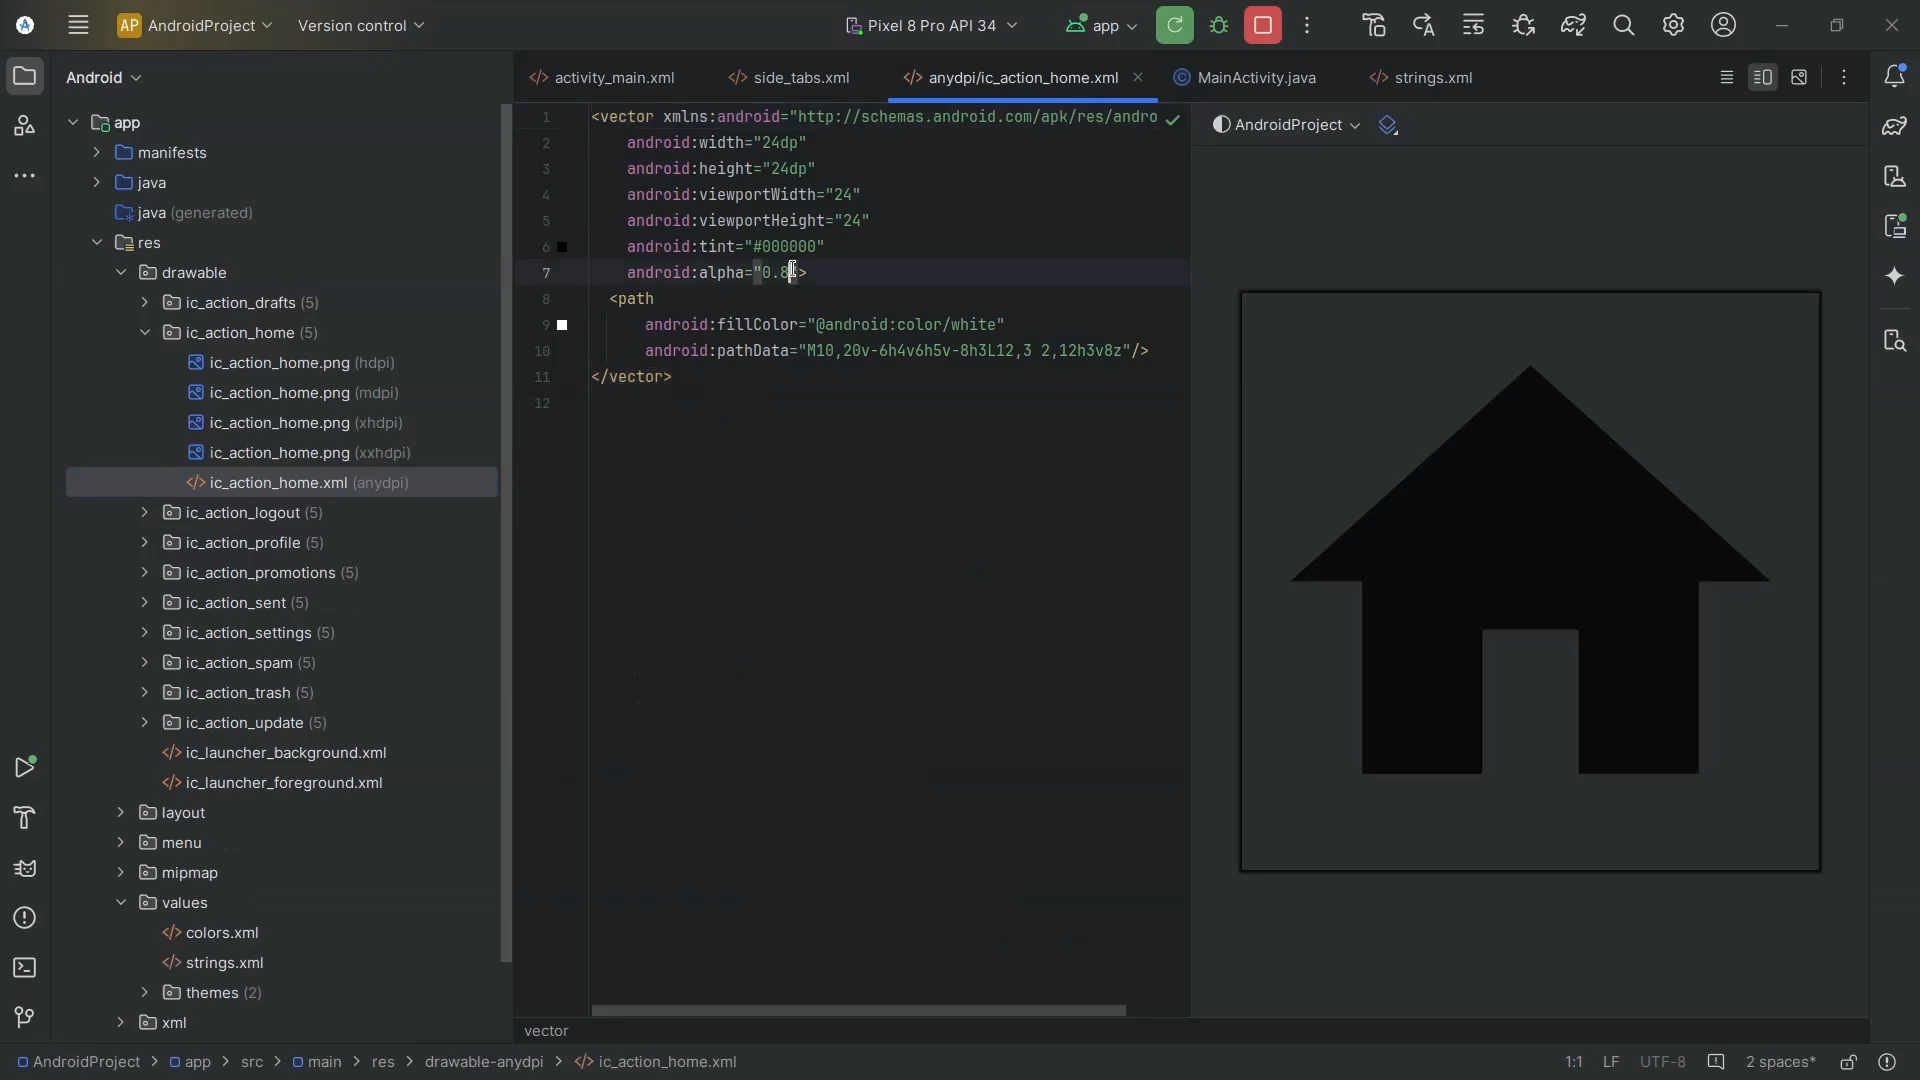 AP AndroidProject Version control Pixel 8 Pro API 34 app
Android
app
manifests
java
java (generated)
res
drawable
ic_action_drafts (5)
ic_action_home (5)
ic_action_home.png (hdpi)
ic_action_home.png (mdpi)
ic_action_home.png (xhdpi)
ic_action_home.png (xxhdpi)
ic_action_home.xml (anydpi)
ic_action_logout (5)
ic_action_profile (5)
ic_action_promotions (5)
ic_action_sent (5)
ic_action_settings (5)
ic_action_spam (5)
ic_action_trash (5)
ic_action_update (5)
ic_launcher_background.xml
ic_launcher_foreground.xml
layout
menu
mipmap
values
colors.xml
strings.xml
themes (2)
xml
activity_main.xml side_tabs.xml anydpi/ic_action_home.xml MainActivity.java strings.xml
1 <vector xmlns:android="http://schemas.android.com/apk/res/andro
2 android:width="24dp"
3 android:height="24dp"
4 android:viewportWidth="24"
5 android:viewportHeight="24"
6 android:tint="#000000"
7 android:alpha="0.8">
8 <path
9 android:fillColor="@android:color/white"
10 android:pathData="M10,20v-6h4v6h5v-8h3L12,3 2,12h3v8z"/>
11 </vector>
12
vector
AndroidProject
AndroidProject > app > src > main > res > drawable-anydpi > ic_action_home.xml
1:1 LF UTF-8 2 spaces*